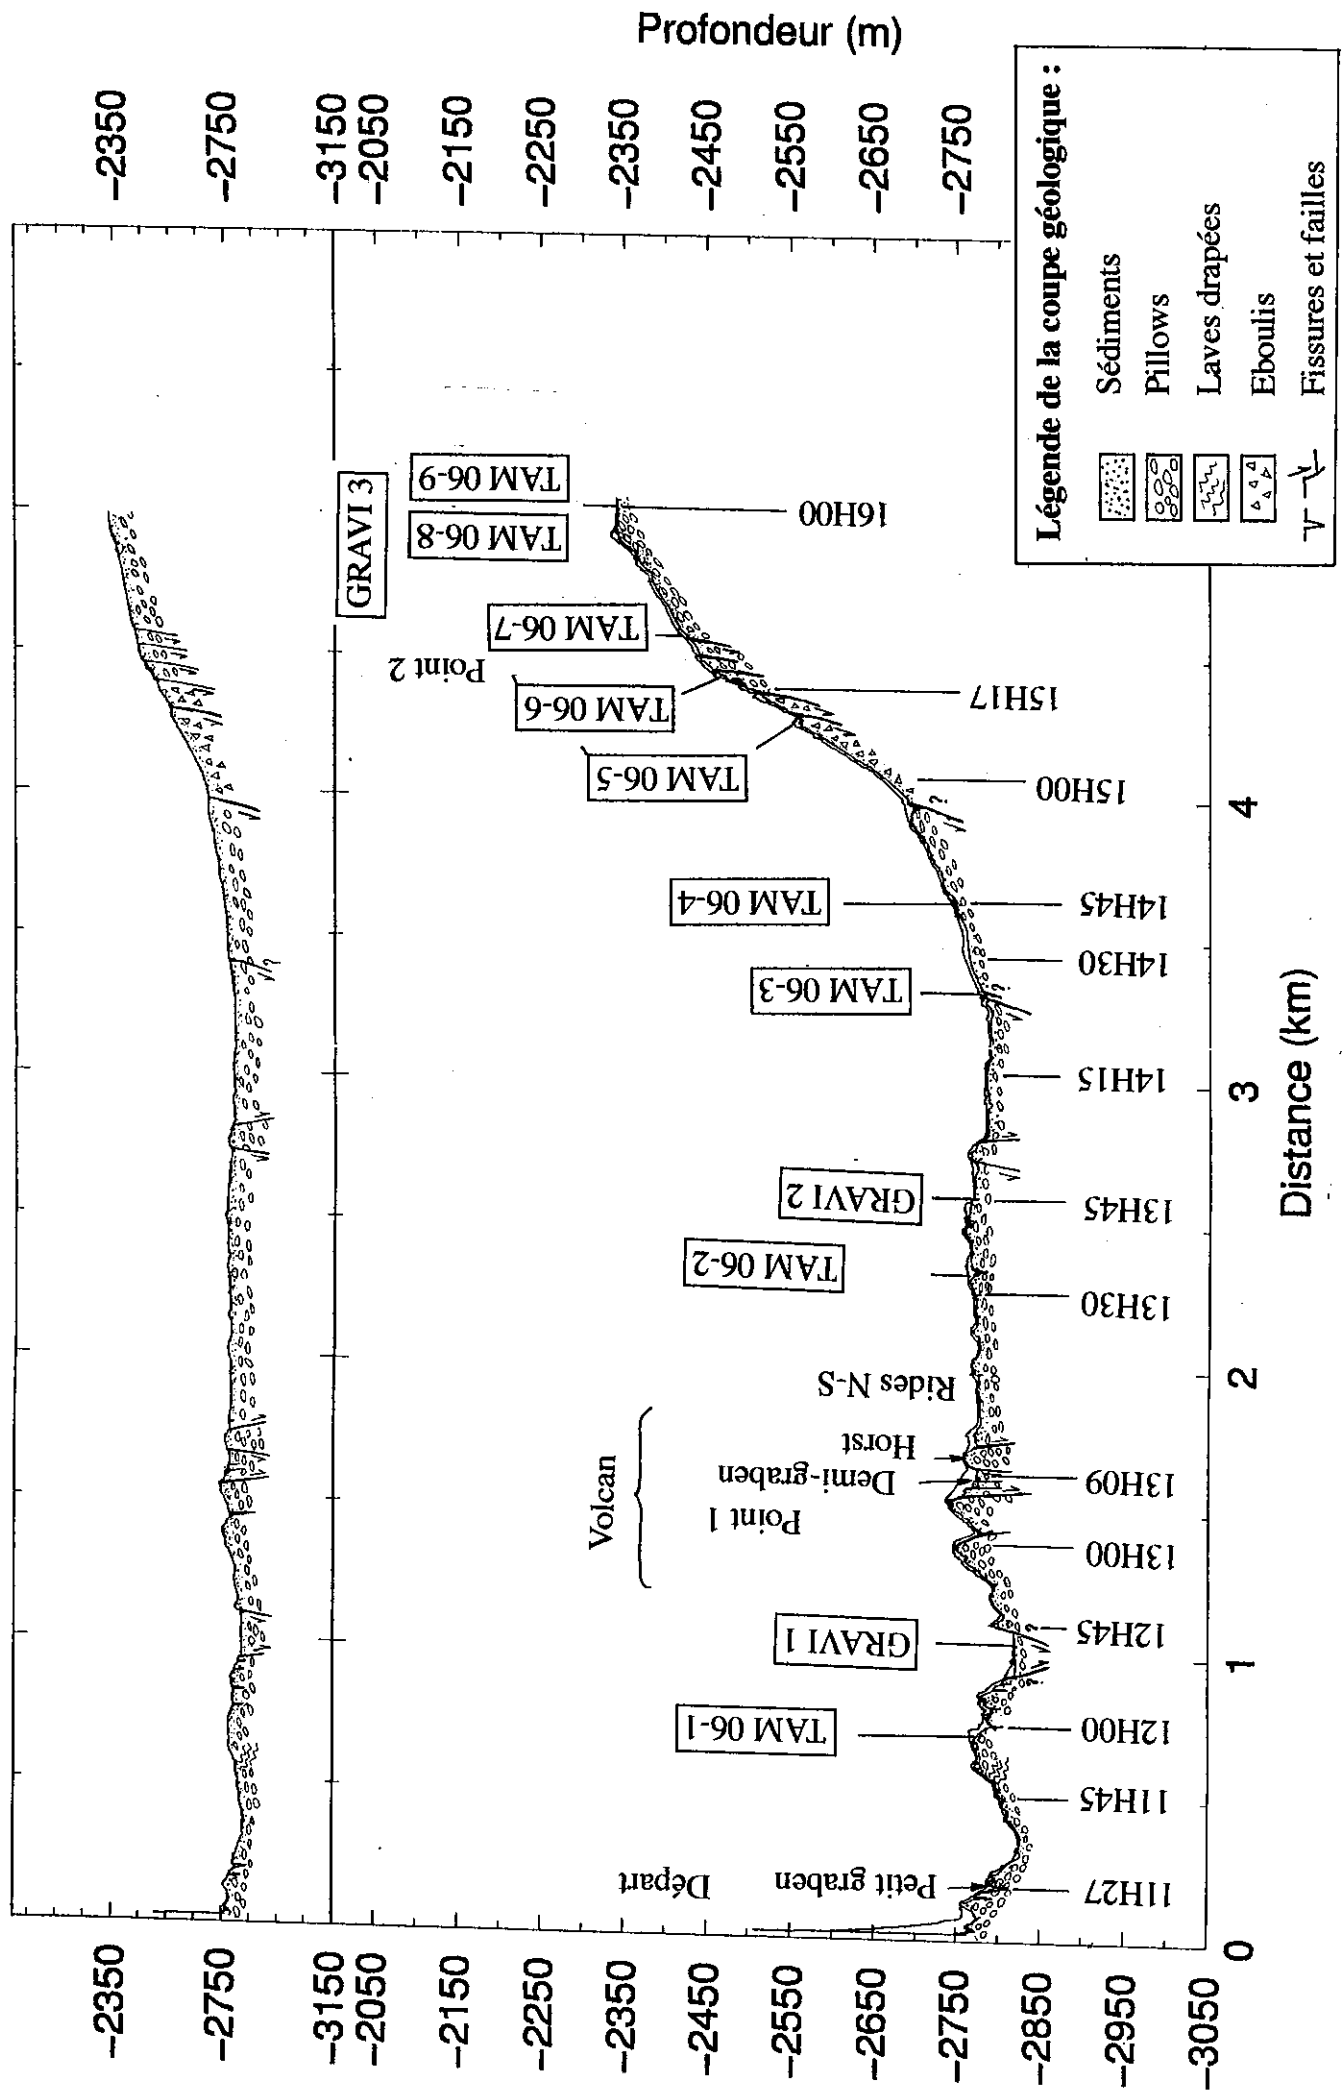 Profondeur (m)
-2350
-2750
-3150
-2050
-2150
-2250
-2350
-2450
-2550
-2650
-2750
Légende de la coupe géologique :
Sédiments
Pillows
Laves drapées
Eboulis
Fissures et failles
GRAVI 3
TAM 06-9
TAM 06-8
16H00
TAM 06-7
Point 2
TAM 06-6
15H17
TAM 06-5
15H00
?
4
TAM 06-4
14H45
14H30
?
TAM 06-3
?
14H15
3
Distance (km)
GRAVI 2
13H45
TAM 06-2
13H30
Rides N-S
2
Volcan
Horst
Demi-graben
13H09
Point 1
13H00
GRAVI 1
12H45
?
1
TAM 06-1
12H00
11H45
Départ
Petit graben
11H27
0
-2350
-2750
-3150
-2050
-2150
-2250
-2350
-2450
-2550
-2650
-2750
-2850
-2950
-3050